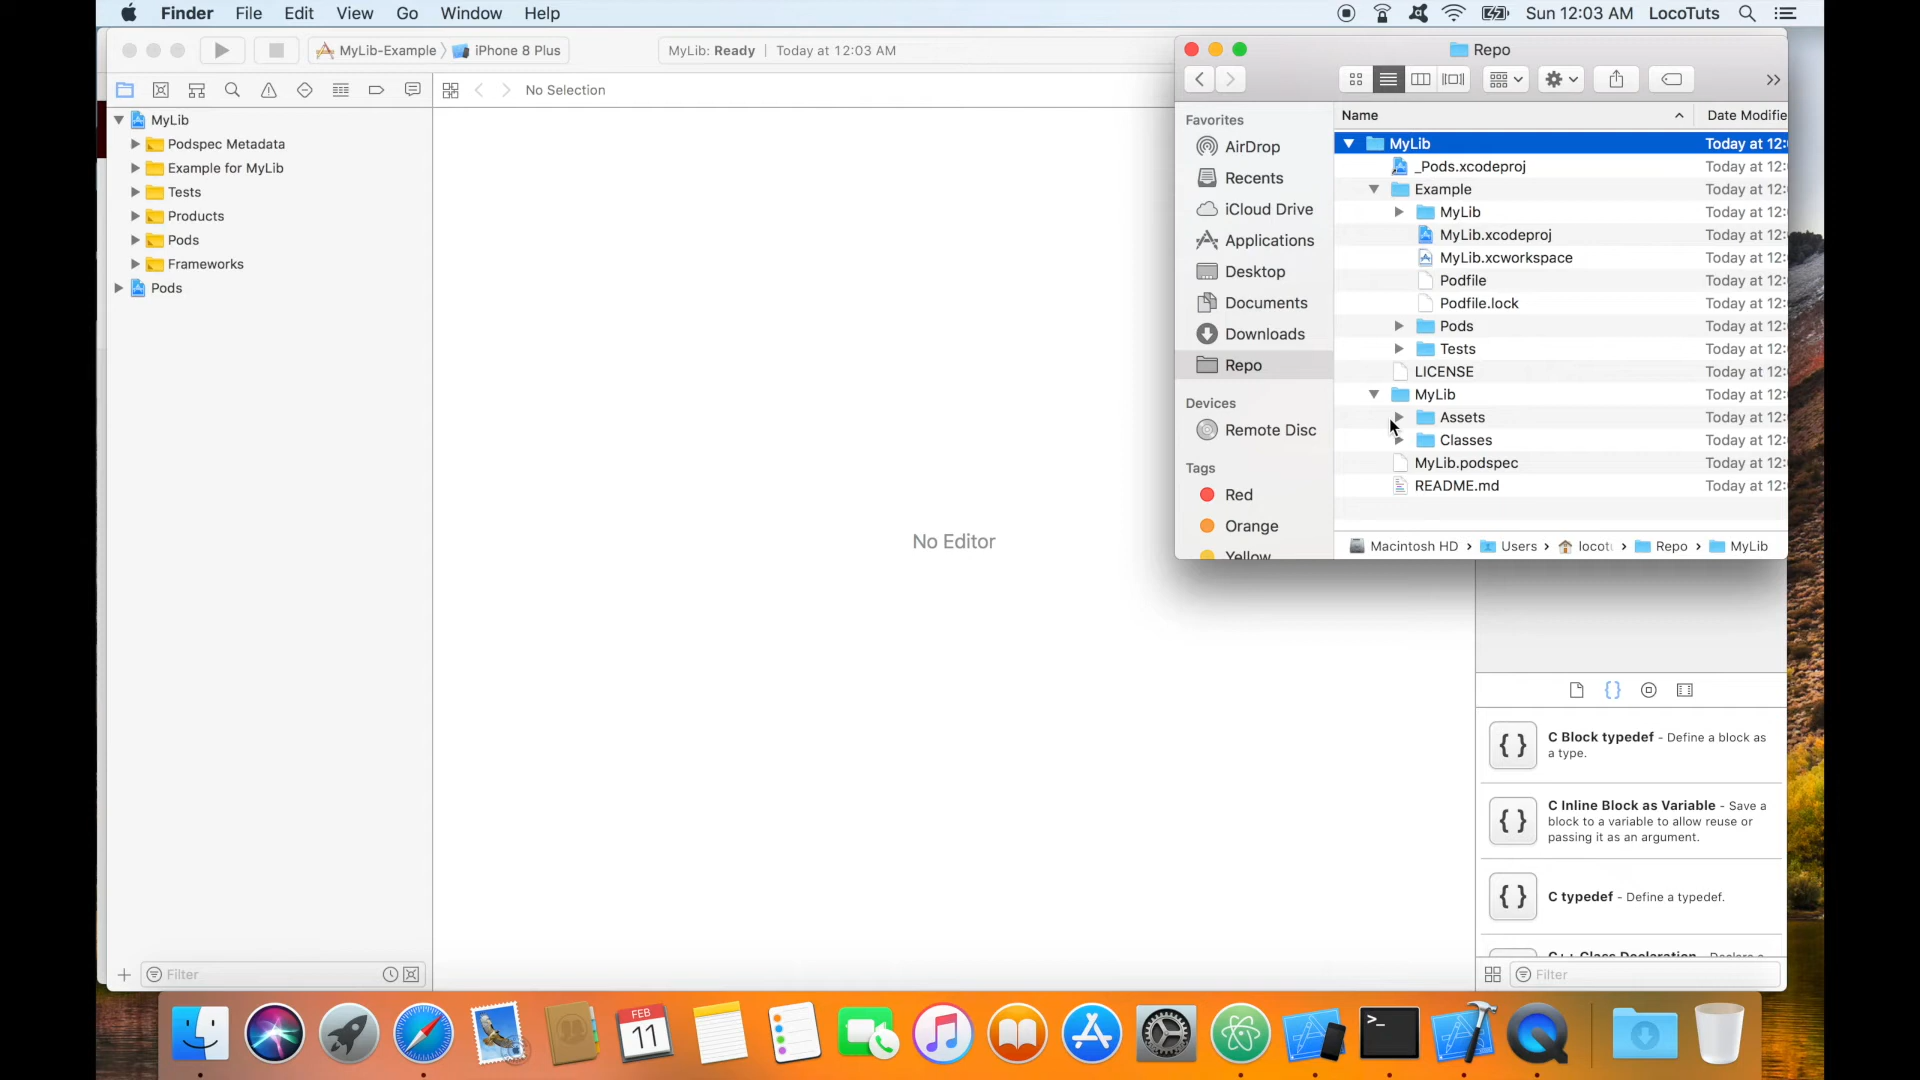 Finder File Edit View Go Window Help
Sun 12:03 AM LocoTuts
MyLib-Example iPhone 8 Plus
MyLib: Ready | Today at 12:03 AM
No Selection
MyLib
Podspec Metadata
Example for MyLib
Tests
Products
Pods
Frameworks
Pods
No Editor
Filter
Repo
Favorites
AirDrop
Recents
iCloud Drive
Applications
Desktop
Documents
Downloads
Repo
Devices
Remote Disc
Tags
Red
Orange
Yellow
Name Date Modifie
MyLib Today at 12:
_Pods.xcodeproj Today at 12:
Example Today at 12:
MyLib Today at 12:
MyLib.xcodeproj Today at 12:
MyLib.xcworkspace Today at 12:
Podfile Today at 12:
Podfile.lock Today at 12:
Pods Today at 12:
Tests Today at 12:
LICENSE Today at 12:
MyLib Today at 12:
Assets Today at 12:
Classes Today at 12:
MyLib.podspec Today at 12:
README.md Today at 12:
Macintosh HD › Users › locotu › Repo › MyLib
{}
{ } C Block typedef - Define a block as
a type.
{ } C Inline Block as Variable - Save a
block to a variable to allow reuse or
passing it as an argument.
{ } C typedef - Define a typedef.
C++ Class Declaration
Filter
FEB
11
>_